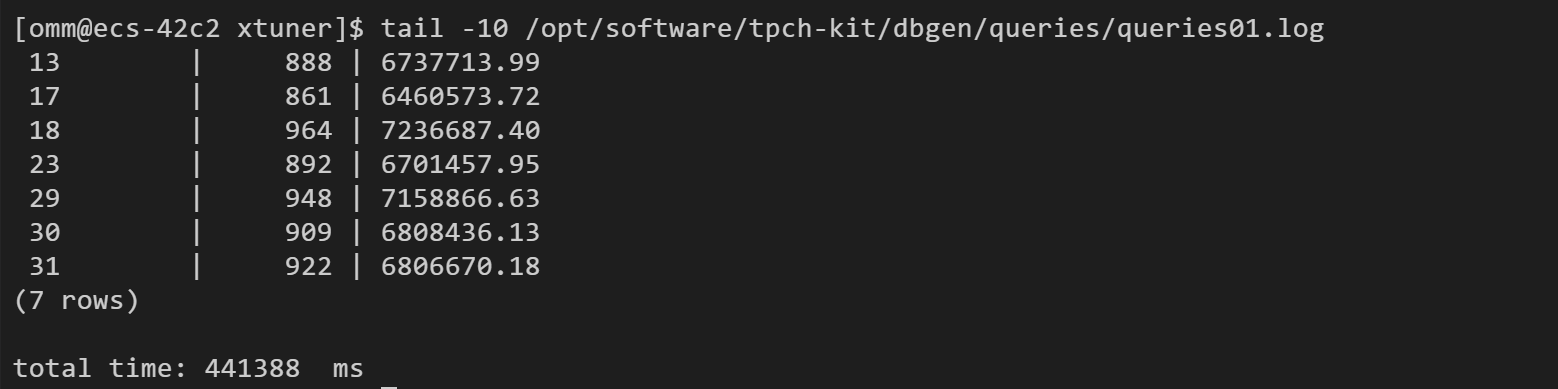 [omm@ecs-42c2 xtuner]$ tail -10 /opt/software/tpch-kit/dbgen/queries/queries01.log
 13        |     888 | 6737713.99
 17        |     861 | 6460573.72
 18        |     964 | 7236687.40
 23        |     892 | 6701457.95
 29        |     948 | 7158866.63
 30        |     909 | 6808436.13
 31        |     922 | 6806670.18
(7 rows)

total time: 441388  ms